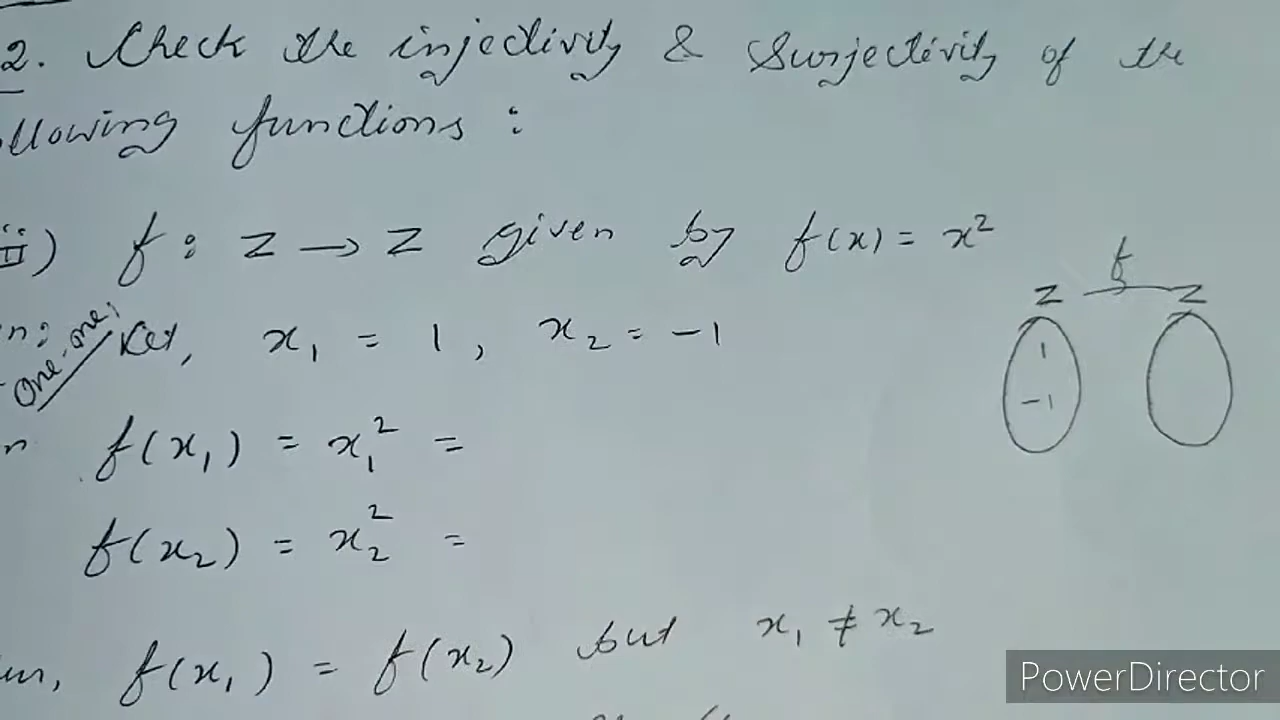 2. Check the injectivity & Surjectivity of the
llowing functions :
ii) f : Z → Z given by f(x) = x²
f
Z Z
n: One-one: Let, x₁ = 1 , x₂ = -1
1
-1
n f(x₁) = x₁² =
f(x₂) = x₂² =
f(x₁) = f(x₂) but x₁ ≠ x₂
PowerDirector